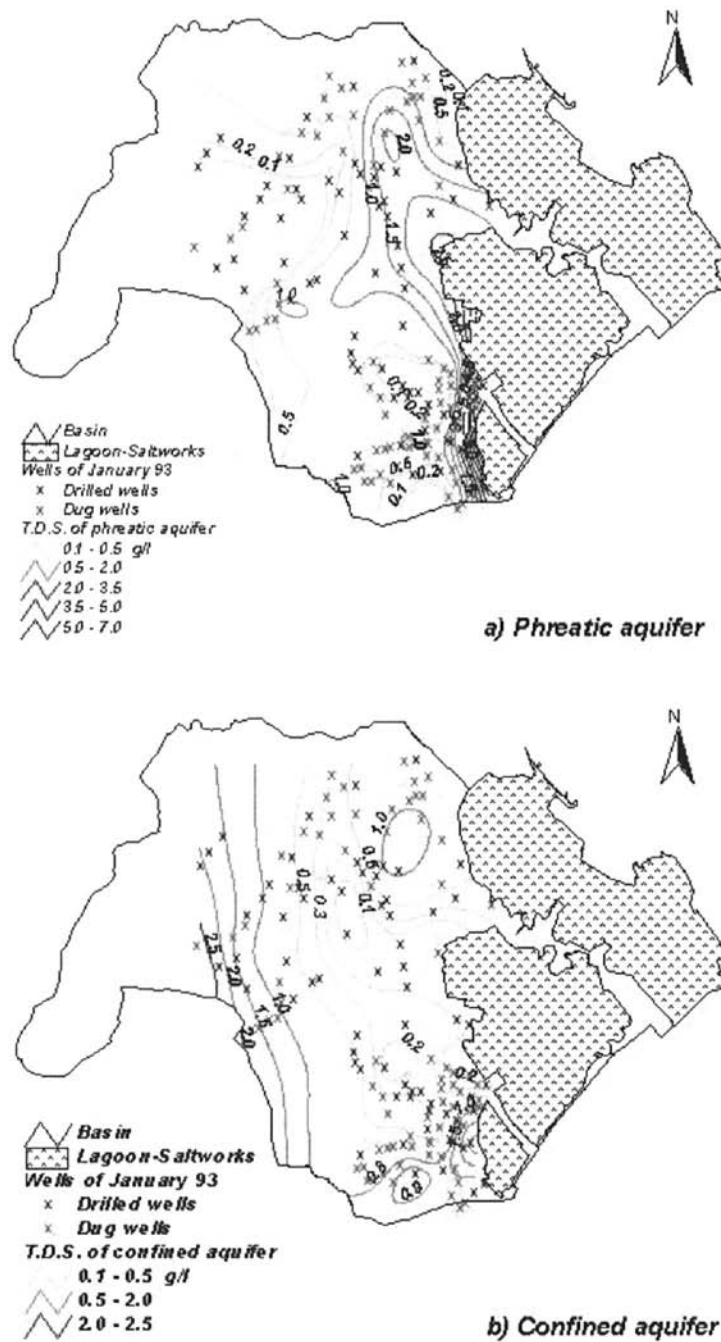 N
0.2
0.1
0.5
2.0
0.2
0.1
1.0
1.5
1.0
0.1
0.2
0.5
1.0
0.6
0.2
1.0
0.1
Basin
Lagoon-Saltworks
Wells of January 93
x Drilled wells
x Dug wells
T.D.S. of phreatic aquifer
0.1 - 0.5 g/l
0.5 - 2.0
2.0 - 3.5
3.5 - 5.0
5.0 - 7.0
a) Phreatic aquifer
N
1.0
0.6
0.5
0.3
0.1
2.5
2.0
1.0
1.5
2.0
0.2
0.2
Basin
Lagoon-Saltworks
Wells of January 93
x Drilled wells
x Dug wells
T.D.S. of confined aquifer
0.1 - 0.5 g/l
0.5 - 2.0
2.0 - 2.5
b) Confined aquifer